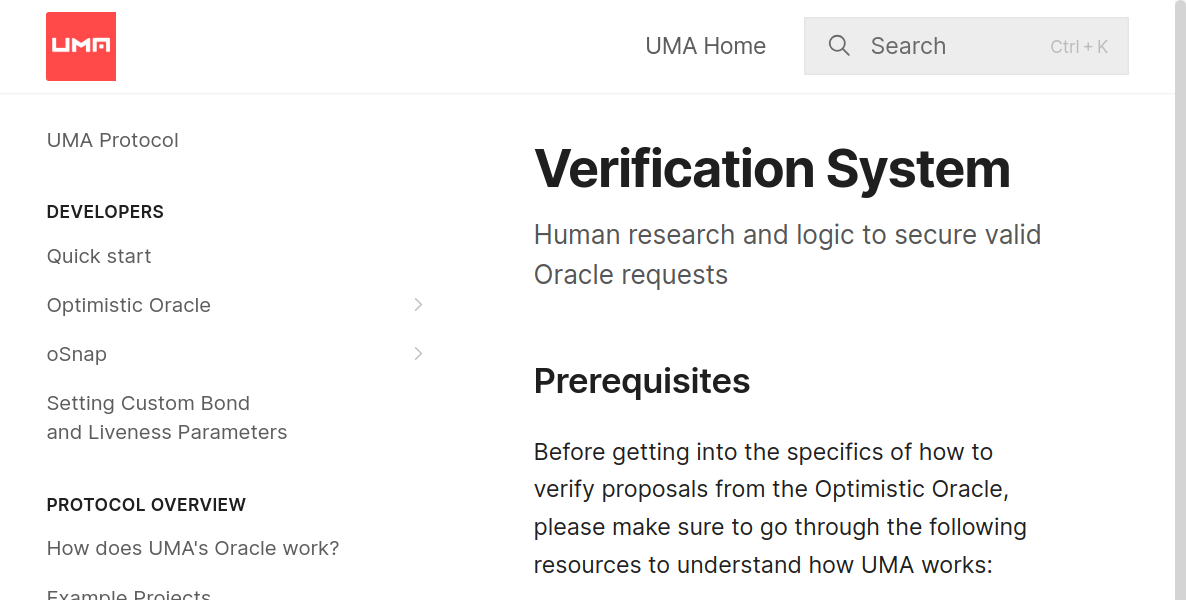 UMA
UMA Home
Search
Ctrl + K
UMA Protocol
DEVELOPERS
Quick start
Optimistic Oracle
oSnap
Setting Custom Bond
and Liveness Parameters
PROTOCOL OVERVIEW
How does UMA's Oracle work?
Example Projects
Verification System
Human research and logic to secure valid
Oracle requests
Prerequisites
Before getting into the specifics of how to
verify proposals from the Optimistic Oracle,
please make sure to go through the following
resources to understand how UMA works: